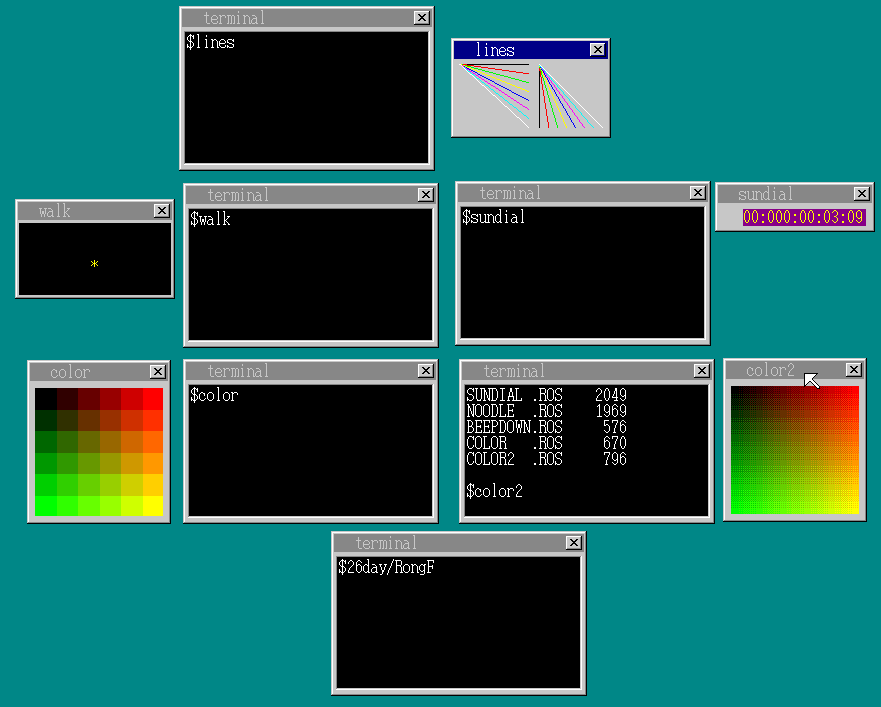 terminal
$lines
lines
walk
*
terminal
$walk
terminal
$sundial
sundial
00:000:00:03:09
color
terminal
$color
terminal
SUNDIAL .ROS 2049
NOODLE .ROS 1969
BEEPDOWN.ROS 576
COLOR .ROS 670
COLOR2 .ROS 796
$color2
color2
terminal
$26day/RongF